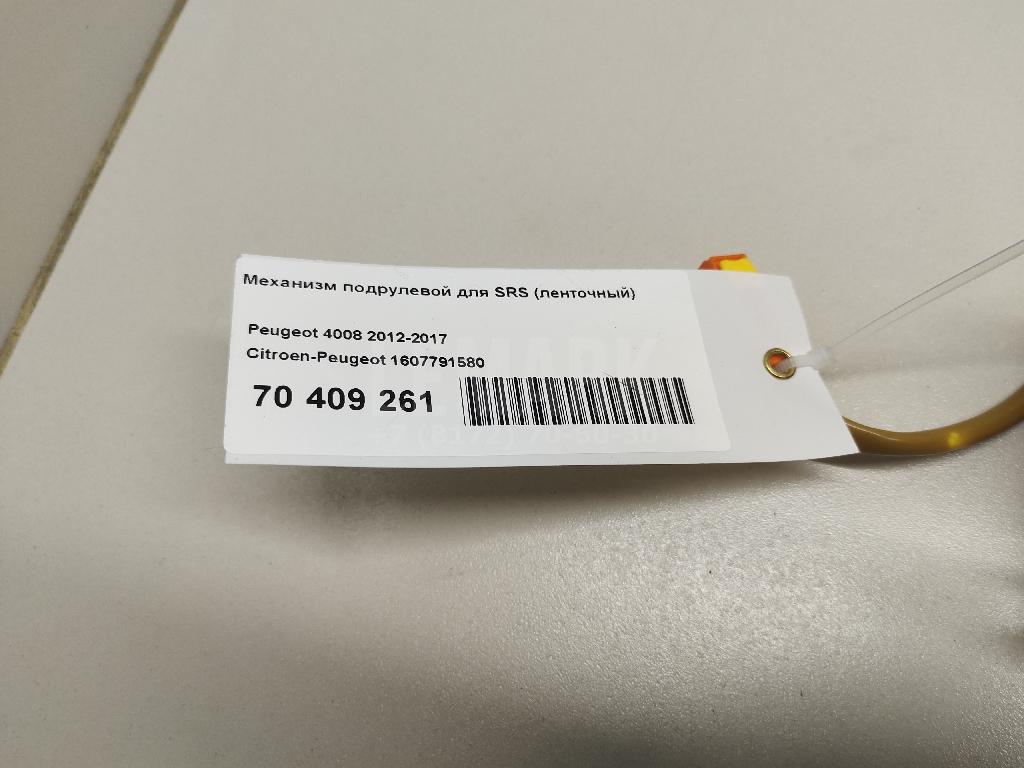 Механизм подрулевой для SRS (ленточный)
Peugeot 4008 2012-2017
Citroen-Peugeot 1607791580
70 409 261